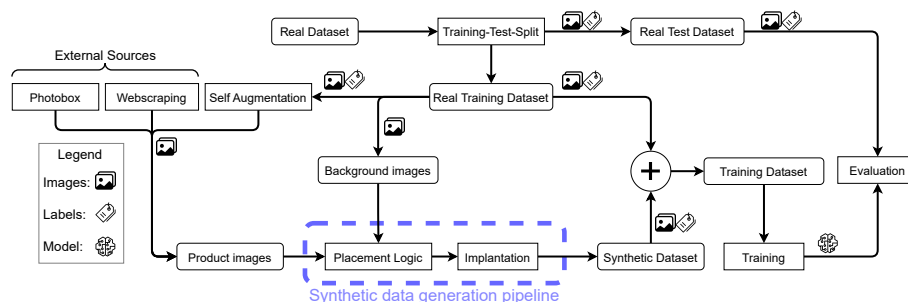 Real Dataset
Training-Test-Split
Real Test Dataset
External Sources
Photobox
Webscraping
Self Augmentation
Real Training Dataset
Legend
Images:
Labels:
Model:
Background images
Training Dataset
Evaluation
Product images
Placement Logic
Implantation
Synthetic Dataset
Training
Synthetic data generation pipeline